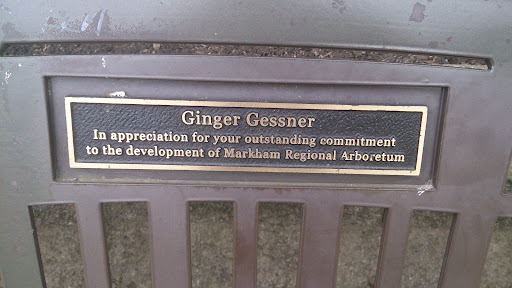 Ginger Gessner
In appreciation for your outstanding commitment
to the development of Markham Regional Arboretum